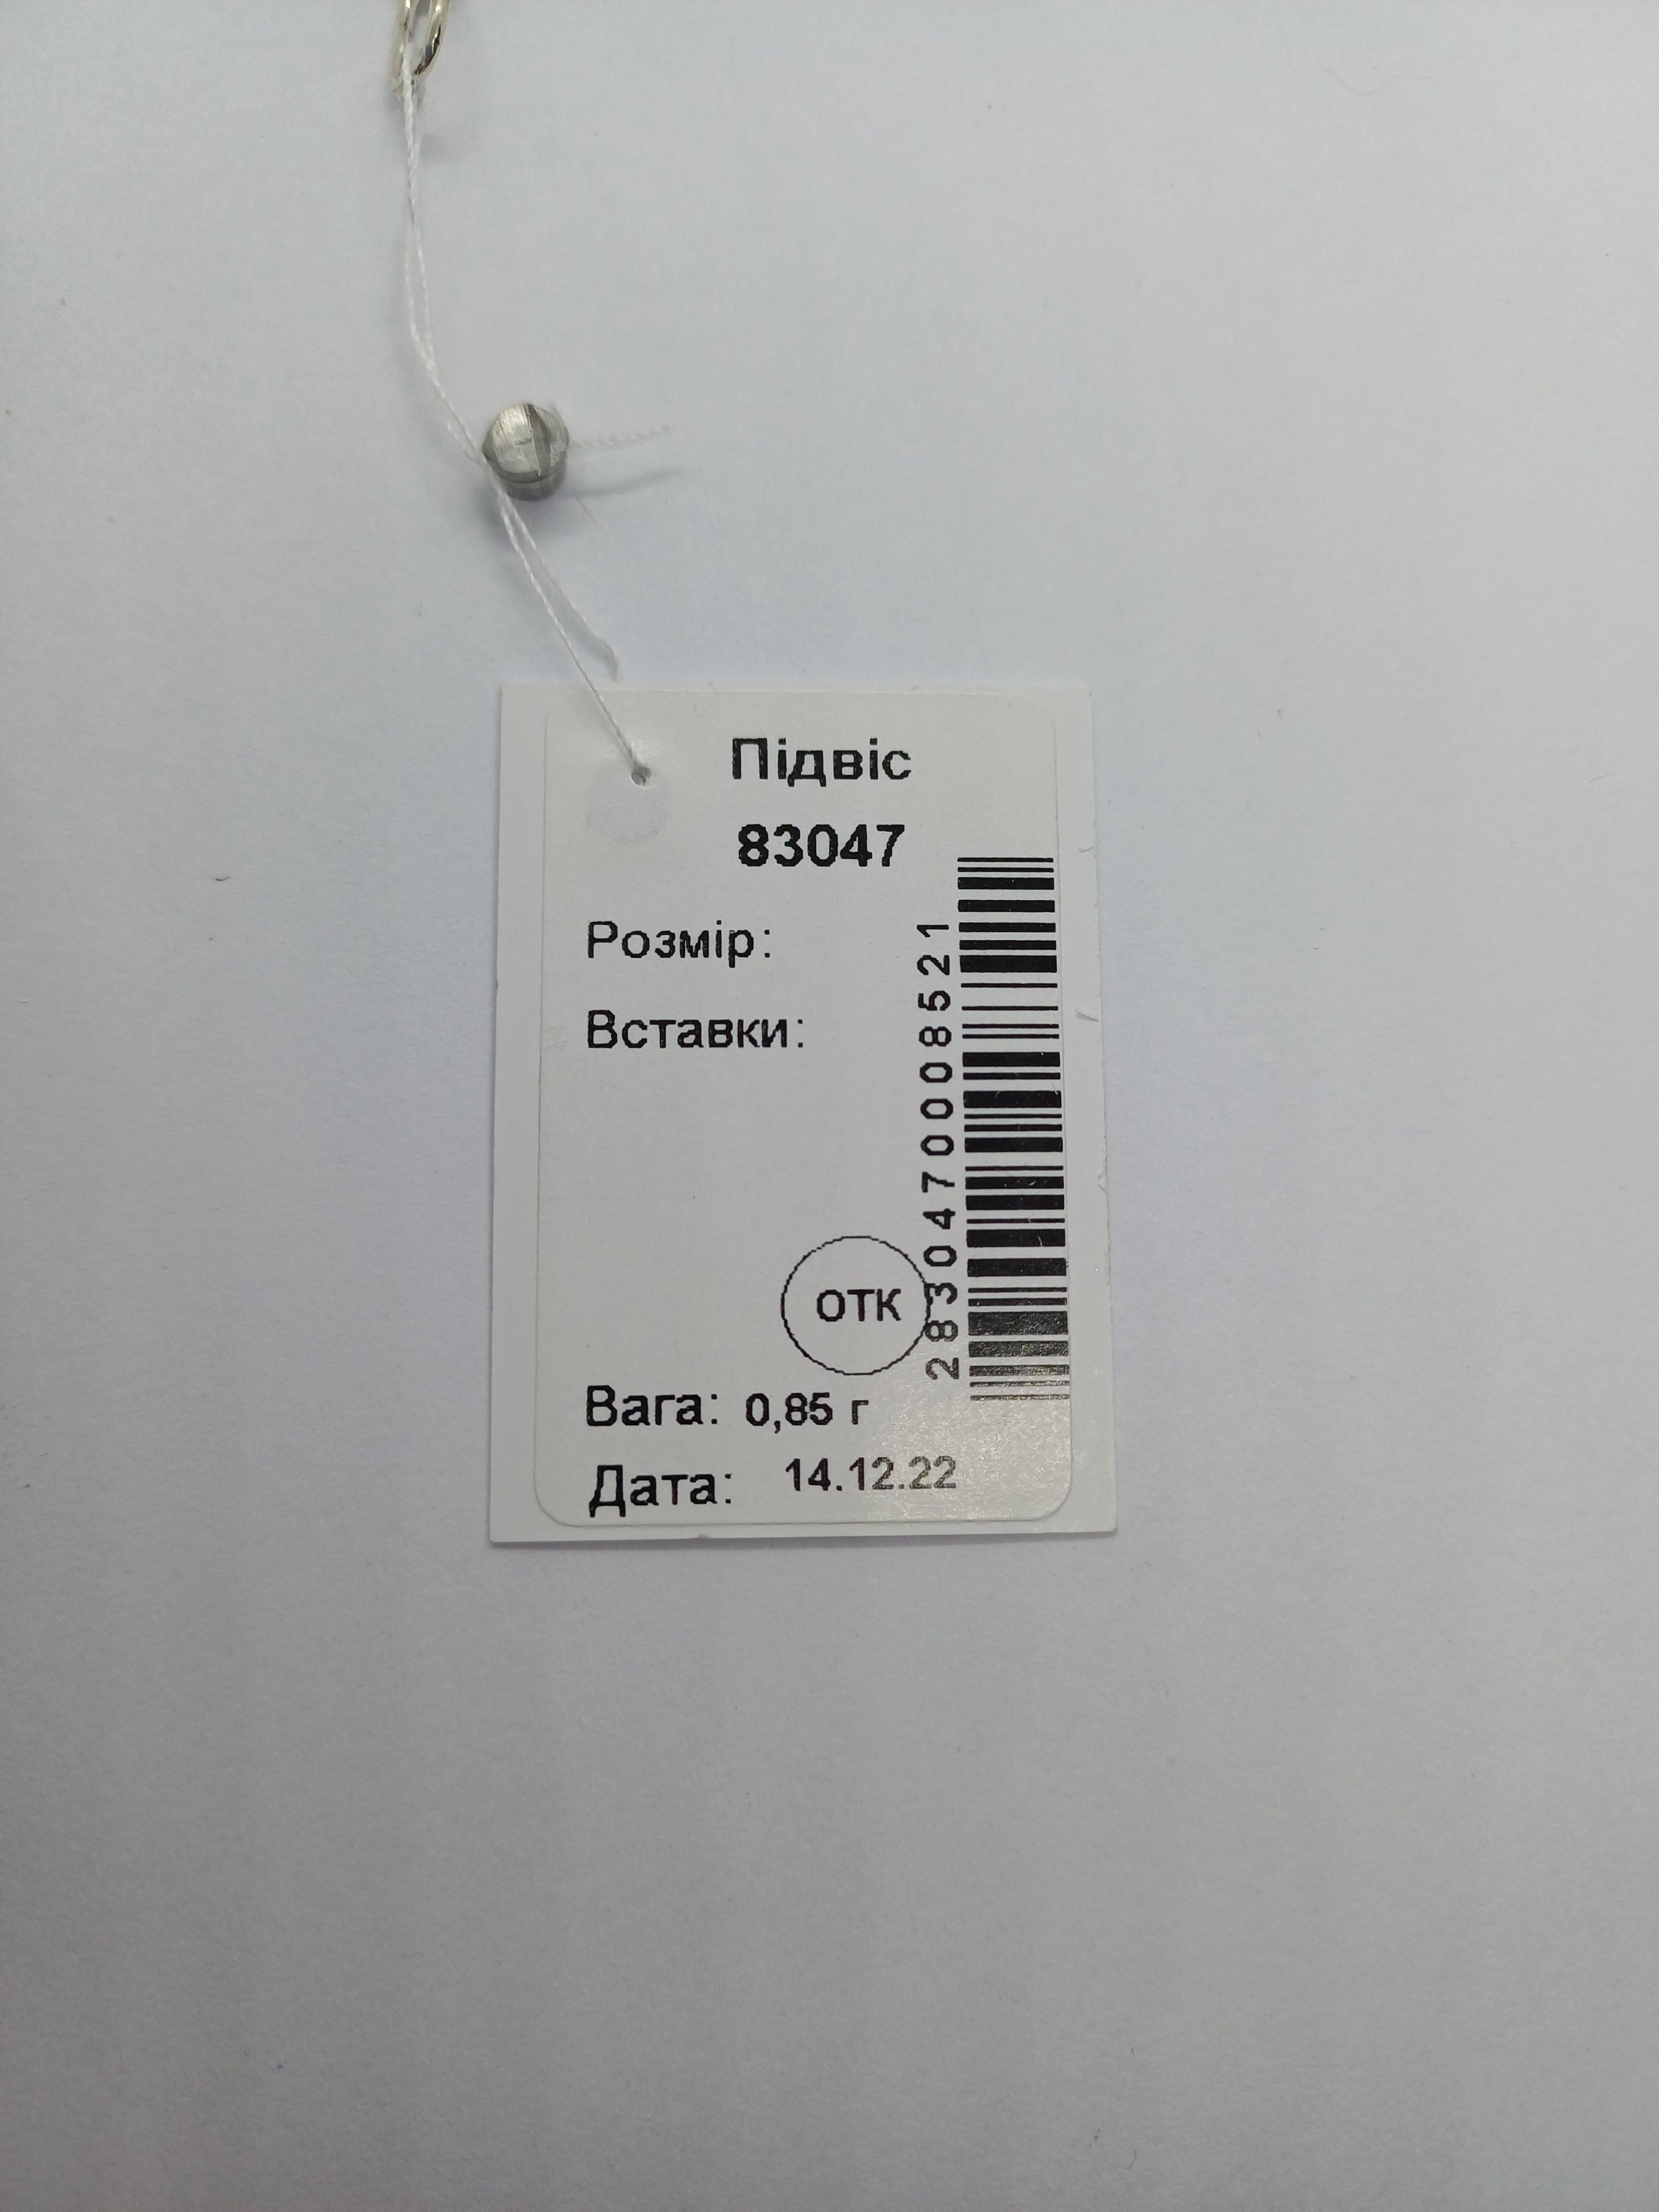 Підвіс
83047
Розмір:
Вставки:
2830470008521
ОТК
Вага: 0,85 г
Дата: 14.12.22